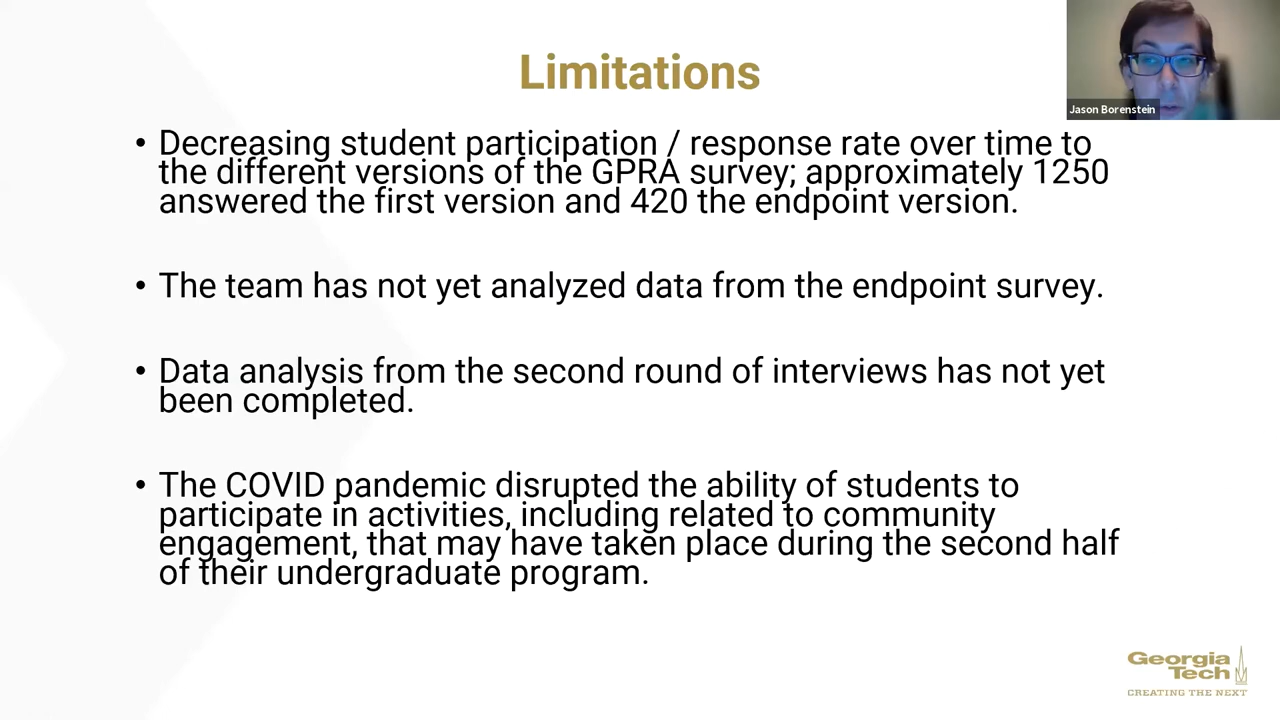 Limitations
Jason Borenstein
• Decreasing student participation / response rate over time to
the different versions of the GPRA survey; approximately 1250
answered the first version and 420 the endpoint version.
• The team has not yet analyzed data from the endpoint survey.
• Data analysis from the second round of interviews has not yet
been completed.
• The COVID pandemic disrupted the ability of students to
participate in activities, including related to community
engagement, that may have taken place during the second half
of their undergraduate program.
Georgia
Tech
CREATING THE NEXT